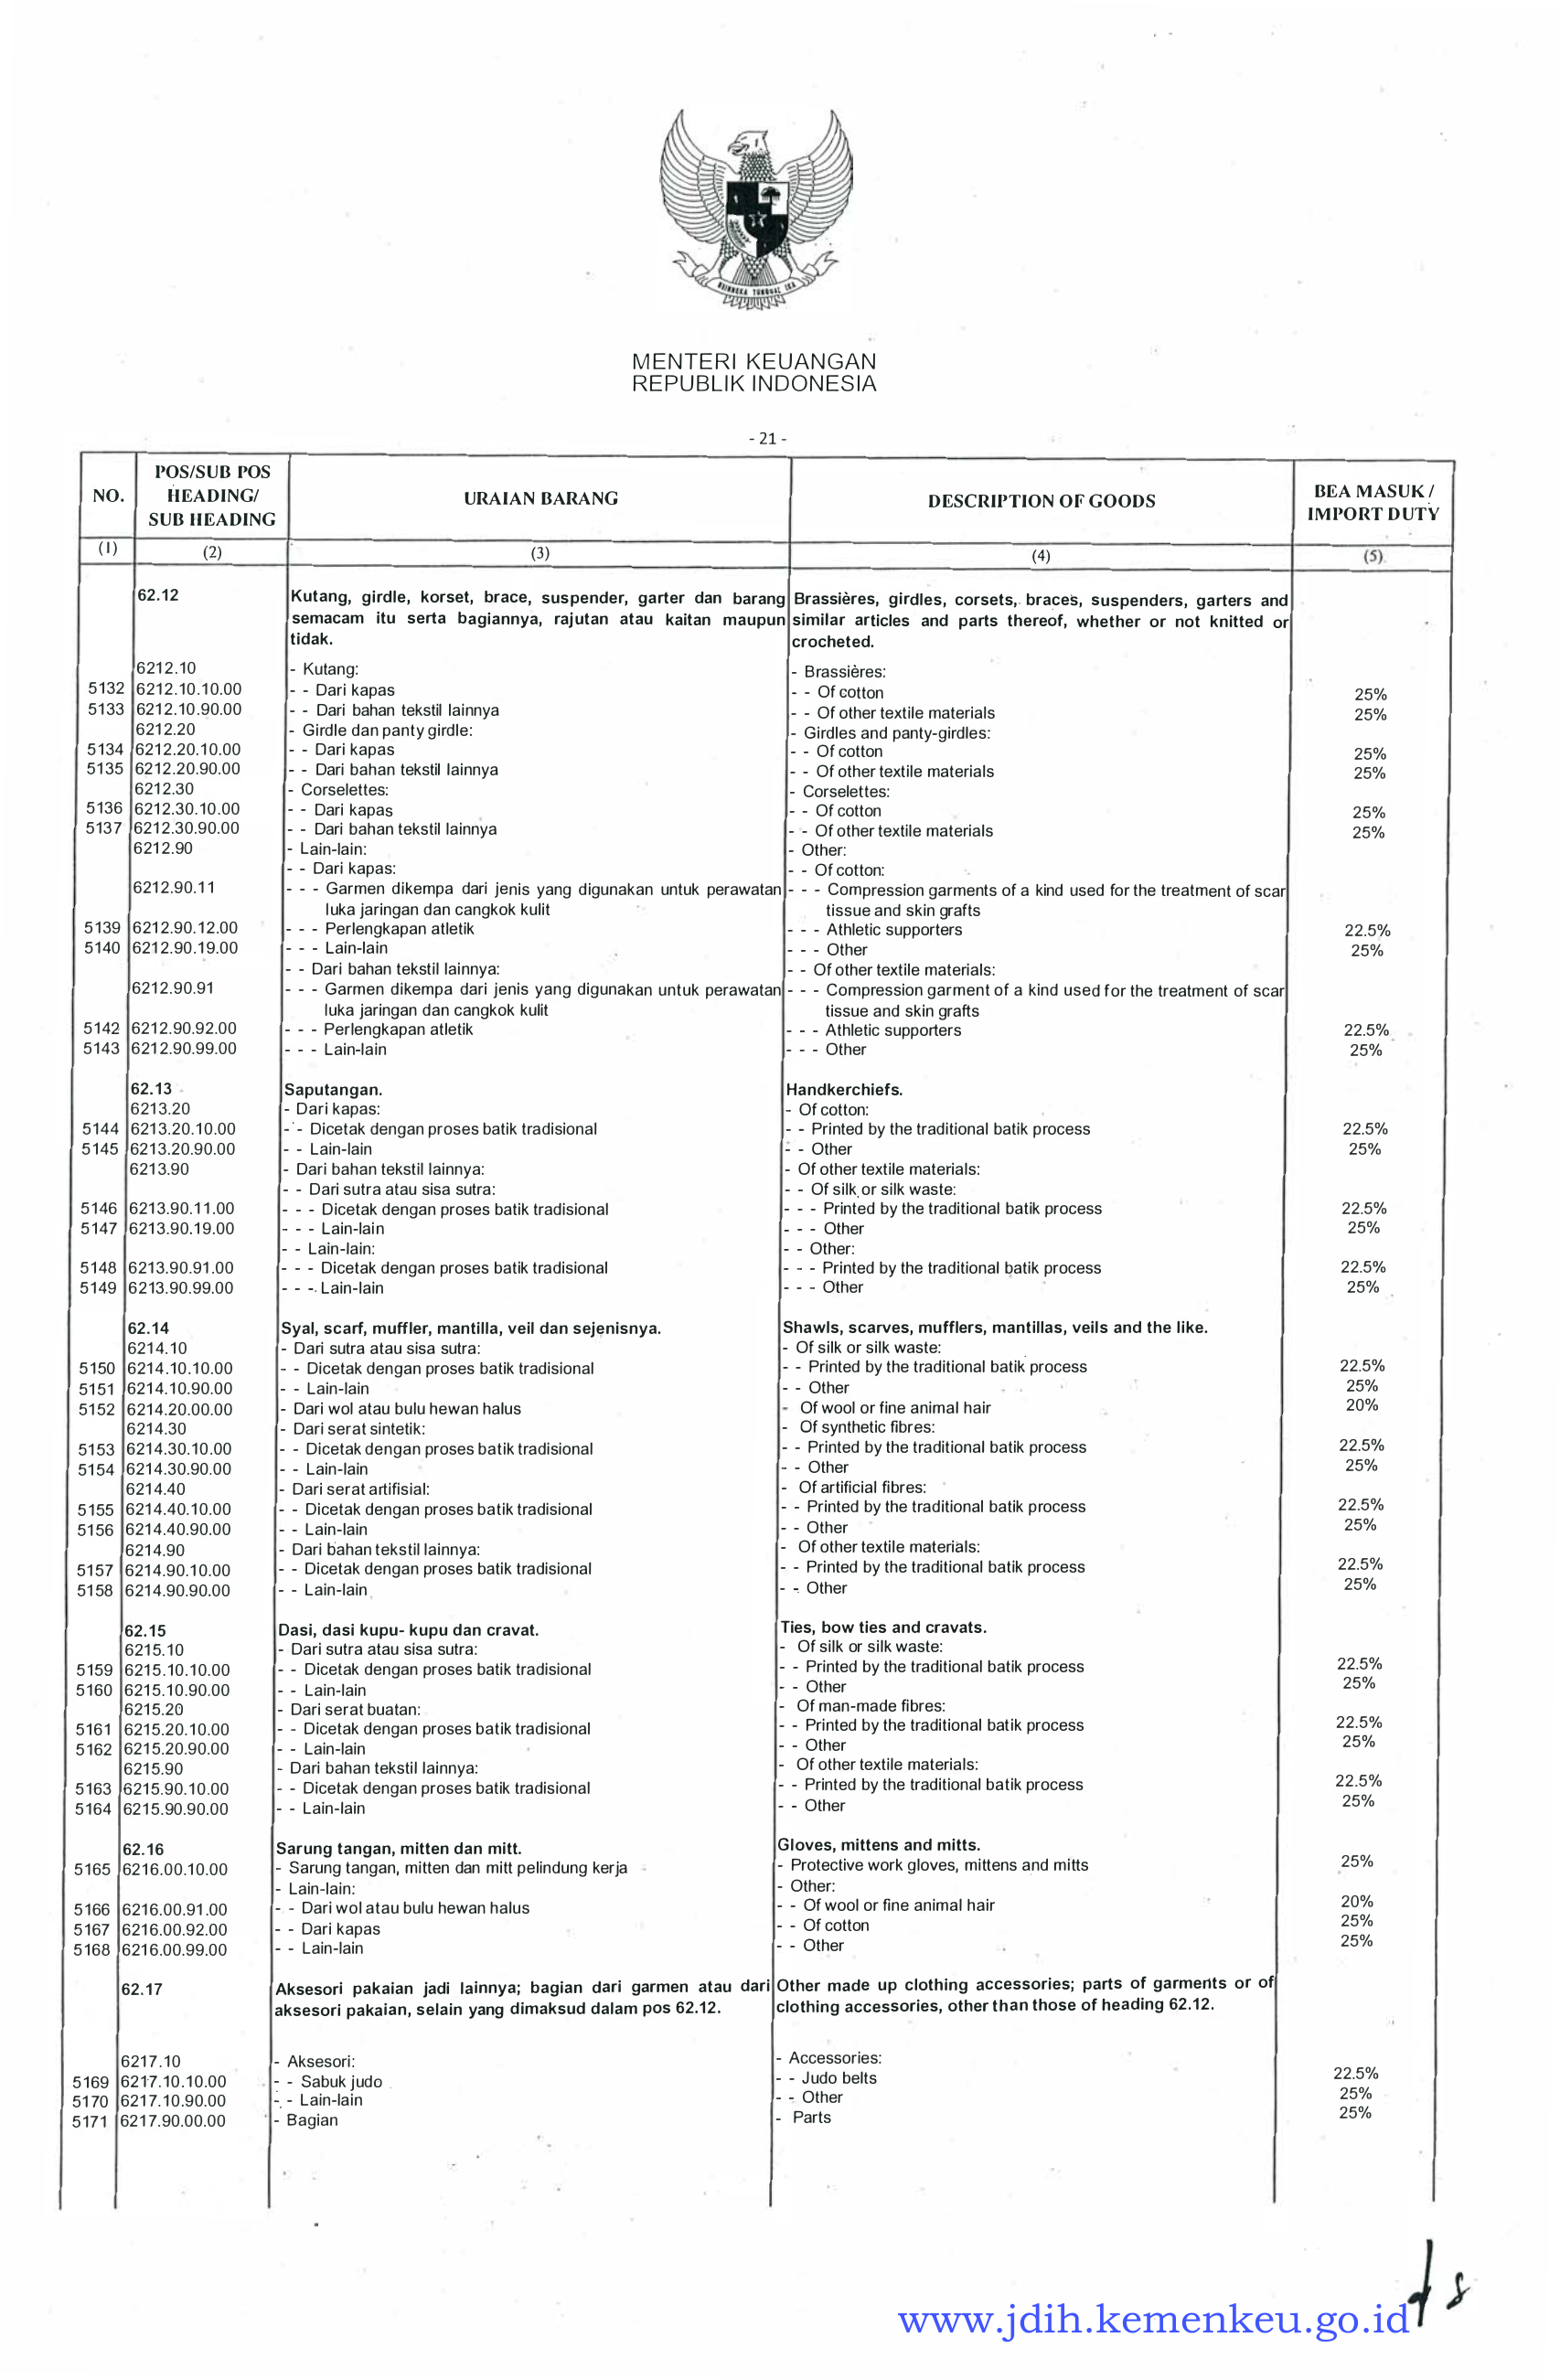 BHINNEKA TUNGGAL IKA
MENTERI KEUANGAN
REPUBLIK INDONESIA
- 21 -
NO. | POS/SUB POS HEADING/ SUB HEADING | URAIAN BARANG | DESCRIPTION OF GOODS | BEA MASUK / IMPORT DUTY
(1) (2) (3) (4) (5)
62.12 Kutang, girdle, korset, brace, suspender, garter dan barang Brassières, girdles, corsets, braces, suspenders, garters and
semacam itu serta bagiannya, rajutan atau kaitan maupun similar articles and parts thereof, whether or not knitted or
tidak. crocheted.
6212.10 - Kutang: - Brassières:
5132 6212.10.10.00 - - Dari kapas - - Of cotton 25%
5133 6212.10.90.00 - - Dari bahan tekstil lainnya - - Of other textile materials 25%
6212.20 - Girdle dan panty girdle: - Girdles and panty-girdles:
5134 6212.20.10.00 - - Dari kapas - - Of cotton 25%
5135 6212.20.90.00 - - Dari bahan tekstil lainnya - - Of other textile materials 25%
6212.30 - Corselettes: - Corselettes:
5136 6212.30.10.00 - - Dari kapas - - Of cotton 25%
5137 6212.30.90.00 - - Dari bahan tekstil lainnya - - Of other textile materials 25%
6212.90 - Lain-lain: - Other:
- - Dari kapas: - - Of cotton:
6212.90.11 - - - Garmen dikempa dari jenis yang digunakan untuk perawatan - - - Compression garments of a kind used for the treatment of scar
luka jaringan dan cangkok kulit tissue and skin grafts
5139 6212.90.12.00 - - - Perlengkapan atletik - - - Athletic supporters 22.5%
5140 6212.90.19.00 - - - Lain-lain - - - Other 25%
- - Dari bahan tekstil lainnya: - - Of other textile materials:
6212.90.91 - - - Garmen dikempa dari jenis yang digunakan untuk perawatan - - - Compression garment of a kind used for the treatment of scar
luka jaringan dan cangkok kulit tissue and skin grafts
5142 6212.90.92.00 - - - Perlengkapan atletik - - - Athletic supporters 22.5%
5143 6212.90.99.00 - - - Lain-lain - - - Other 25%
62.13 Saputangan. Handkerchiefs.
6213.20 - Dari kapas: - Of cotton:
5144 6213.20.10.00 - - Dicetak dengan proses batik tradisional - - Printed by the traditional batik process 22.5%
5145 6213.20.90.00 - - Lain-lain - - Other 25%
6213.90 - Dari bahan tekstil lainnya: - Of other textile materials:
- - Dari sutra atau sisa sutra: - - Of silk or silk waste:
5146 6213.90.11.00 - - - Dicetak dengan proses batik tradisional - - - Printed by the traditional batik process 22.5%
5147 6213.90.19.00 - - - Lain-lain - - - Other 25%
- - Lain-lain: - - Other:
5148 6213.90.91.00 - - - Dicetak dengan proses batik tradisional - - - Printed by the traditional batik process 22.5%
5149 6213.90.99.00 - - - Lain-lain - - - Other 25%
62.14 Syal, scarf, muffler, mantilla, veil dan sejenisnya. Shawls, scarves, mufflers, mantillas, veils and the like.
6214.10 - Dari sutra atau sisa sutra: - Of silk or silk waste:
5150 6214.10.10.00 - - Dicetak dengan proses batik tradisional - - Printed by the traditional batik process 22.5%
5151 6214.10.90.00 - - Lain-lain - - Other 25%
5152 6214.20.00.00 - Dari wol atau bulu hewan halus - Of wool or fine animal hair 20%
6214.30 - Dari serat sintetik: - Of synthetic fibres:
5153 6214.30.10.00 - - Dicetak dengan proses batik tradisional - - Printed by the traditional batik process 22.5%
5154 6214.30.90.00 - - Lain-lain - - Other 25%
6214.40 - Dari serat artifisial: - Of artificial fibres:
5155 6214.40.10.00 - - Dicetak dengan proses batik tradisional - - Printed by the traditional batik process 22.5%
5156 6214.40.90.00 - - Lain-lain - - Other 25%
6214.90 - Dari bahan tekstil lainnya: - Of other textile materials:
5157 6214.90.10.00 - - Dicetak dengan proses batik tradisional - - Printed by the traditional batik process 22.5%
5158 6214.90.90.00 - - Lain-lain - - Other 25%
62.15 Dasi, dasi kupu- kupu dan cravat. Ties, bow ties and cravats.
6215.10 - Dari sutra atau sisa sutra: - Of silk or silk waste:
5159 6215.10.10.00 - - Dicetak dengan proses batik tradisional - - Printed by the traditional batik process 22.5%
5160 6215.10.90.00 - - Lain-lain - - Other 25%
6215.20 - Dari serat buatan: - Of man-made fibres:
5161 6215.20.10.00 - - Dicetak dengan proses batik tradisional - - Printed by the traditional batik process 22.5%
5162 6215.20.90.00 - - Lain-lain - - Other 25%
6215.90 - Dari bahan tekstil lainnya: - Of other textile materials:
5163 6215.90.10.00 - - Dicetak dengan proses batik tradisional - - Printed by the traditional batik process 22.5%
5164 6215.90.90.00 - - Lain-lain - - Other 25%
62.16 Sarung tangan, mitten dan mitt. Gloves, mittens and mitts.
5165 6216.00.10.00 - Sarung tangan, mitten dan mitt pelindung kerja - Protective work gloves, mittens and mitts 25%
- Lain-lain: - Other:
5166 6216.00.91.00 - - Dari wol atau bulu hewan halus - - Of wool or fine animal hair 20%
5167 6216.00.92.00 - - Dari kapas - - Of cotton 25%
5168 6216.00.99.00 - - Lain-lain - - Other 25%
62.17 Aksesori pakaian jadi lainnya; bagian dari garmen atau dari Other made up clothing accessories; parts of garments or of
aksesori pakaian, selain yang dimaksud dalam pos 62.12. clothing accessories, other than those of heading 62.12.
6217.10 - Aksesori: - Accessories:
5169 6217.10.10.00 - - Sabuk judo - - Judo belts 22.5%
5170 6217.10.90.00 - - Lain-lain - - Other 25%
5171 6217.90.00.00 - Bagian - Parts 25%
www.jdih.kemenkeu.go.id